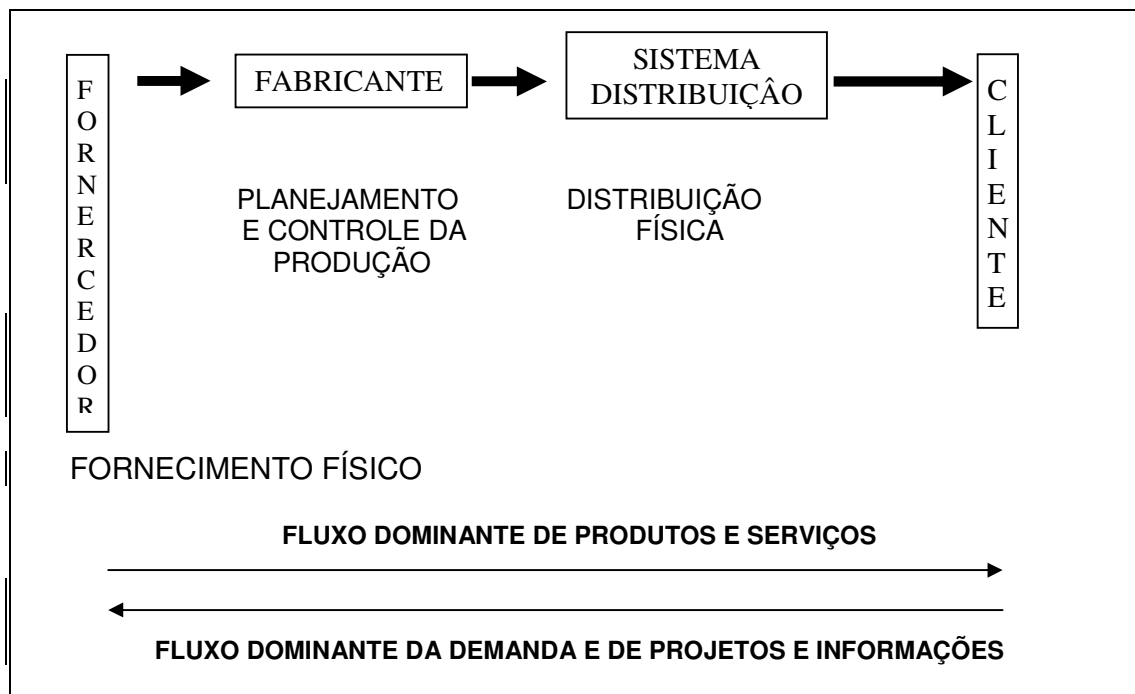 FORNERCEDOR
FABRICANTE
SISTEMA
DISTRIBUIÇÂO
CLIENTE
PLANEJAMENTO
E CONTROLE DA
PRODUÇÃO
DISTRIBUIÇÃO
FÍSICA
FORNECIMENTO FÍSICO
FLUXO DOMINANTE DE PRODUTOS E SERVIÇOS
FLUXO DOMINANTE DA DEMANDA E DE PROJETOS E INFORMAÇÕES